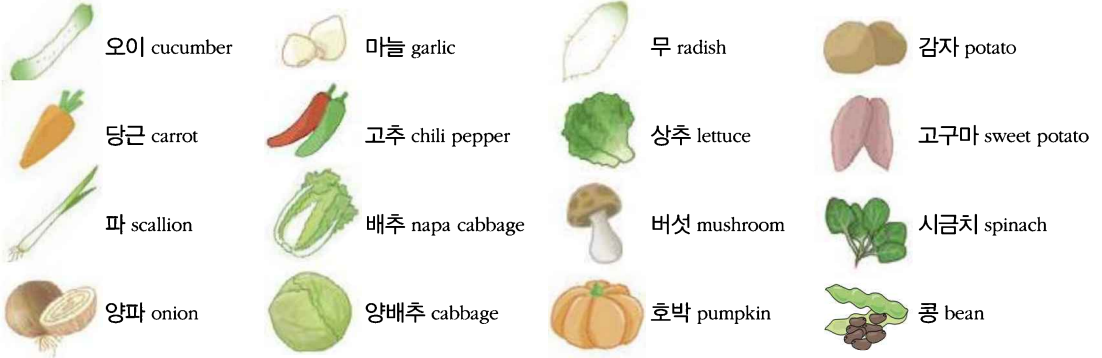 오이 cucumber
마늘 garlic
무 radish
감자 potato
당근 carrot
고추 chili pepper
상추 lettuce
고구마 sweet potato
파 scallion
배추 napa cabbage
버섯 mushroom
시금치 spinach
양파 onion
양배추 cabbage
호박 pumpkin
콩 bean